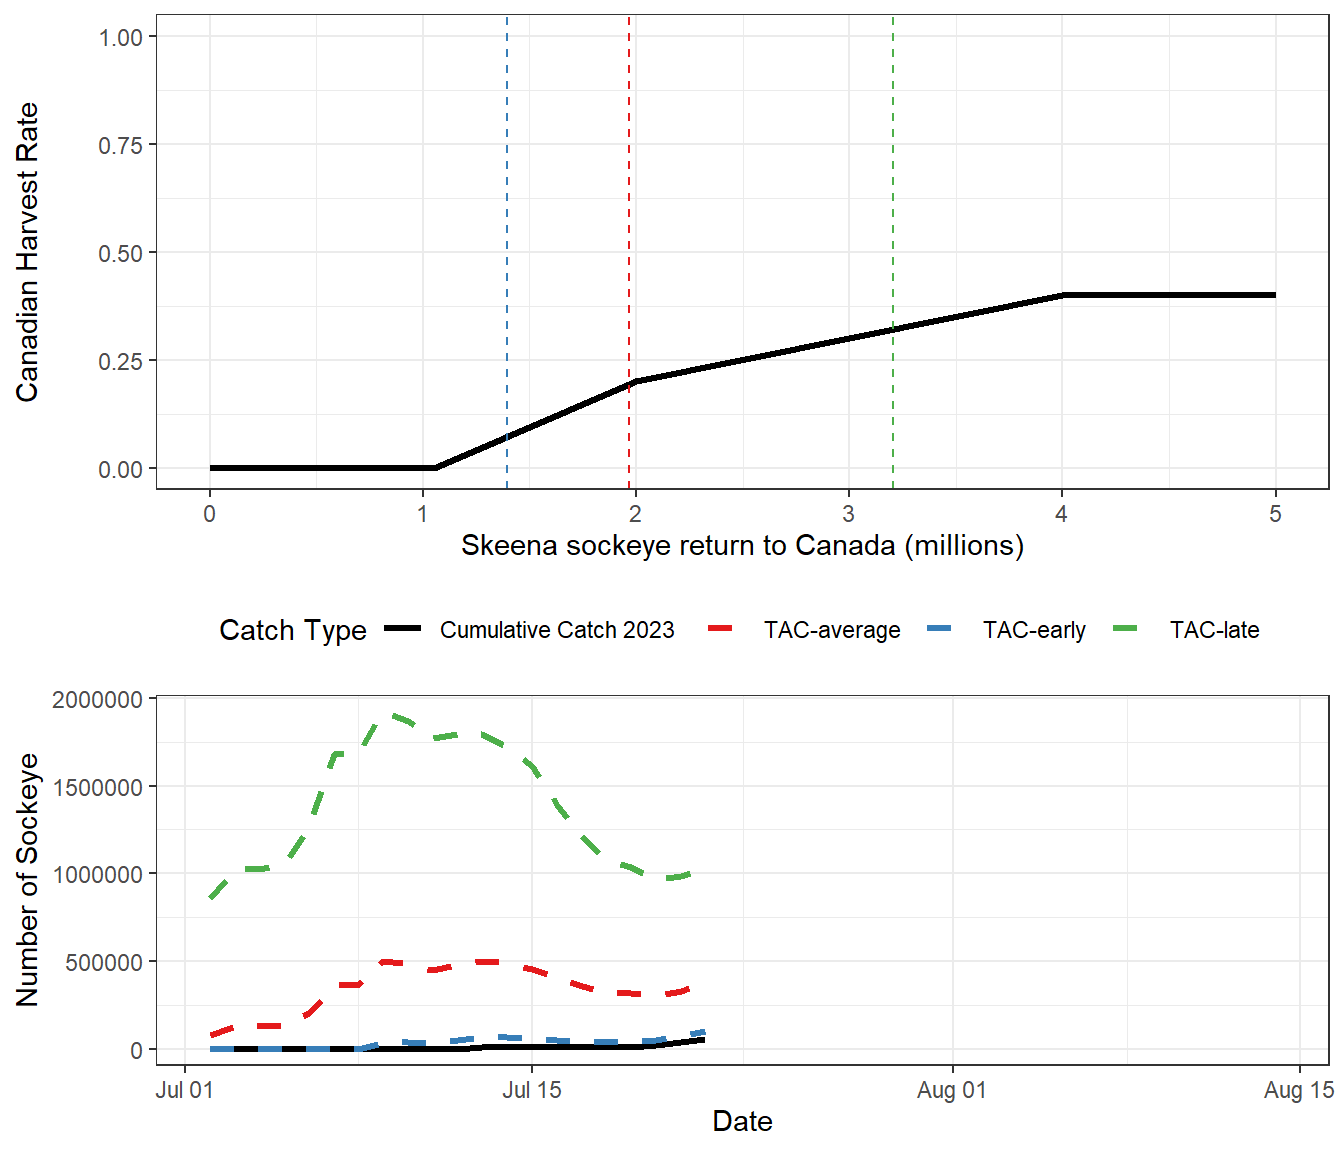 Canadian Harvest Rate
1.00
0.75
0.50
0.25
0.00
0 1 2 3 4 5
Skeena sockeye return to Canada (millions)
Catch Type Cumulative Catch 2023 TAC-average TAC-early TAC-late
Number of Sockeye
2000000
1500000
1000000
500000
0
Jul 01 Jul 15 Aug 01 Aug 15
Date